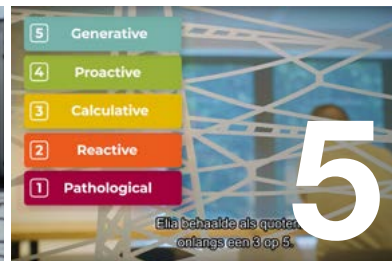 5 Generative
4 Proactive
3 Calculative
2 Reactive
1 Pathological
5
Elia behaalde als quoter
onlangs een 3 op 5.